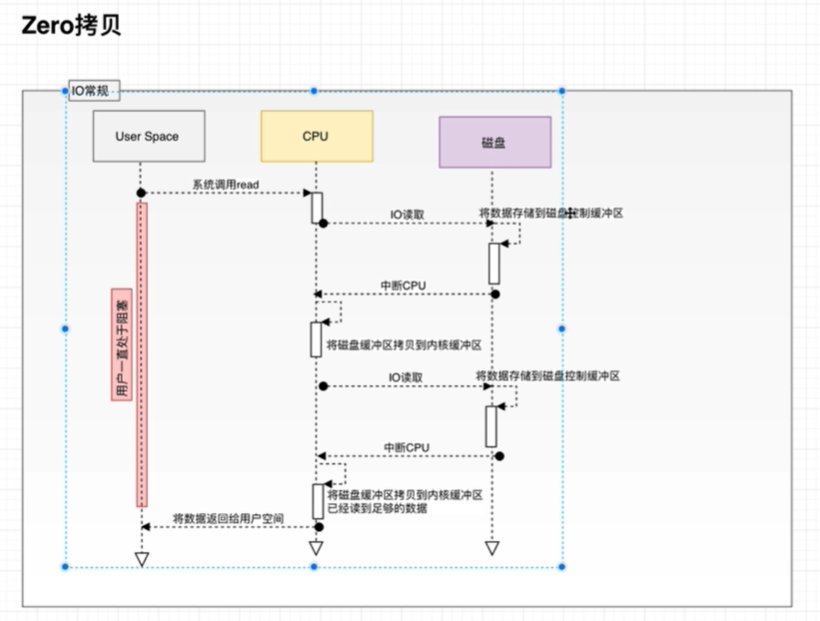 Zero拷贝
IO常规
User Space
CPU
磁盘
系统调用read
IO读取
将数据存储到磁盘控制缓冲区
中断CPU
用户一直处于阻塞
将磁盘缓冲区拷贝到内核缓冲区
IO读取
将数据存储到磁盘控制缓冲区
中断CPU
将磁盘缓冲区拷贝到内核缓冲区
已经读到足够的数据
将数据返回给用户空间